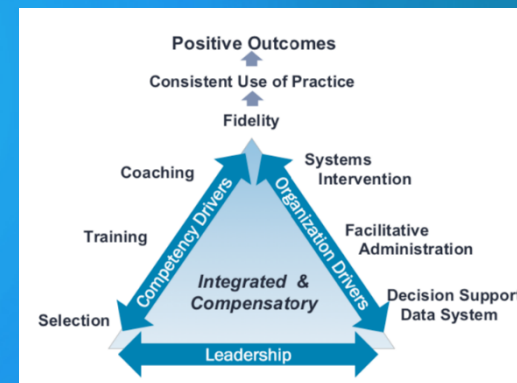 Positive Outcomes
Consistent Use of Practice
Fidelity
Coaching
Systems
Intervention
Training
Competency Drivers
Organization Drivers
Facilitative
Administration
Integrated &
Compensatory
Selection
Decision Support
Data System
Leadership